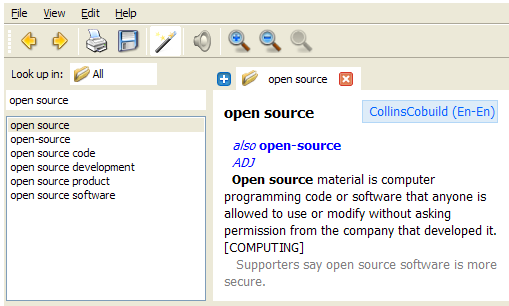 File View Edit Help
Look up in: All
open source
open source
open-source
open source code
open source development
open source product
open source software
open source
open source
CollinsCobuild (En-En)
also open-source
ADJ
Open source material is computer
programming code or software that anyone is
allowed to use or modify without asking
permission from the company that developed it.
[COMPUTING]
Supporters say open source software is more
secure.